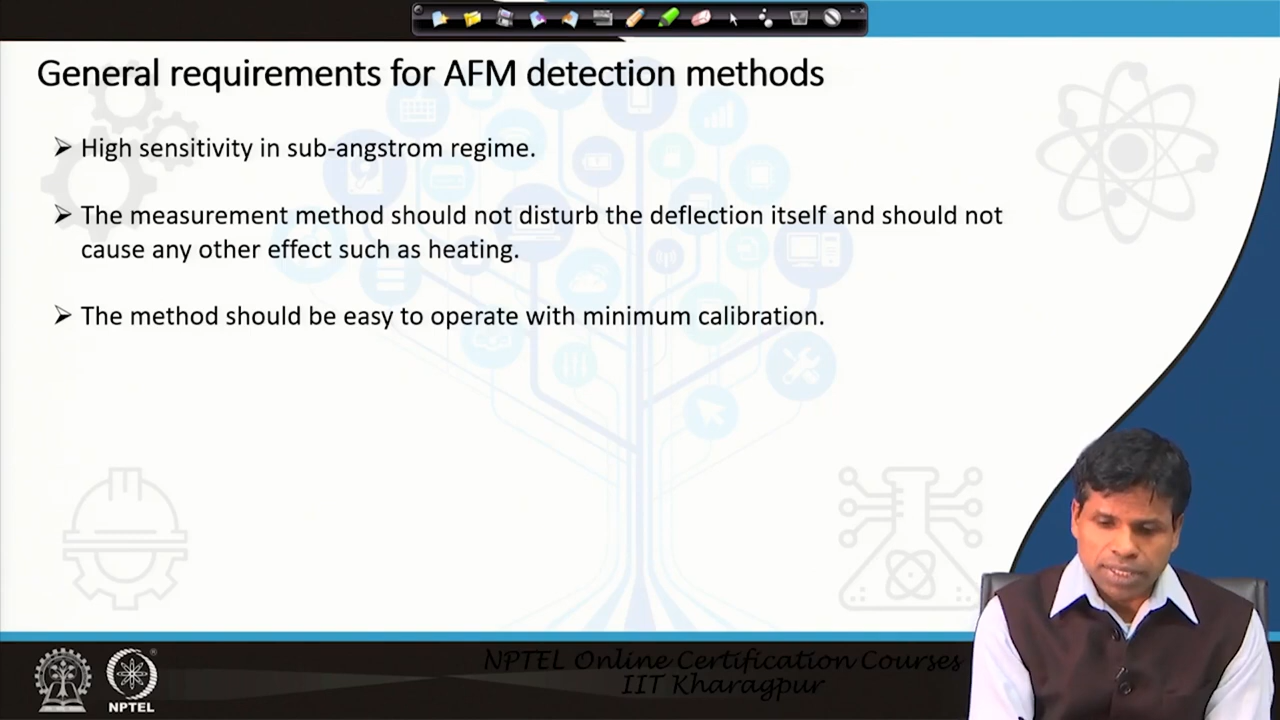 General requirements for AFM detection methods
➢ High sensitivity in sub-angstrom regime.
➢ The measurement method should not disturb the deflection itself and should not
cause any other effect such as heating.
➢ The method should be easy to operate with minimum calibration.
NPTEL Online Certification Courses
IIT Kharagpur
NPTEL